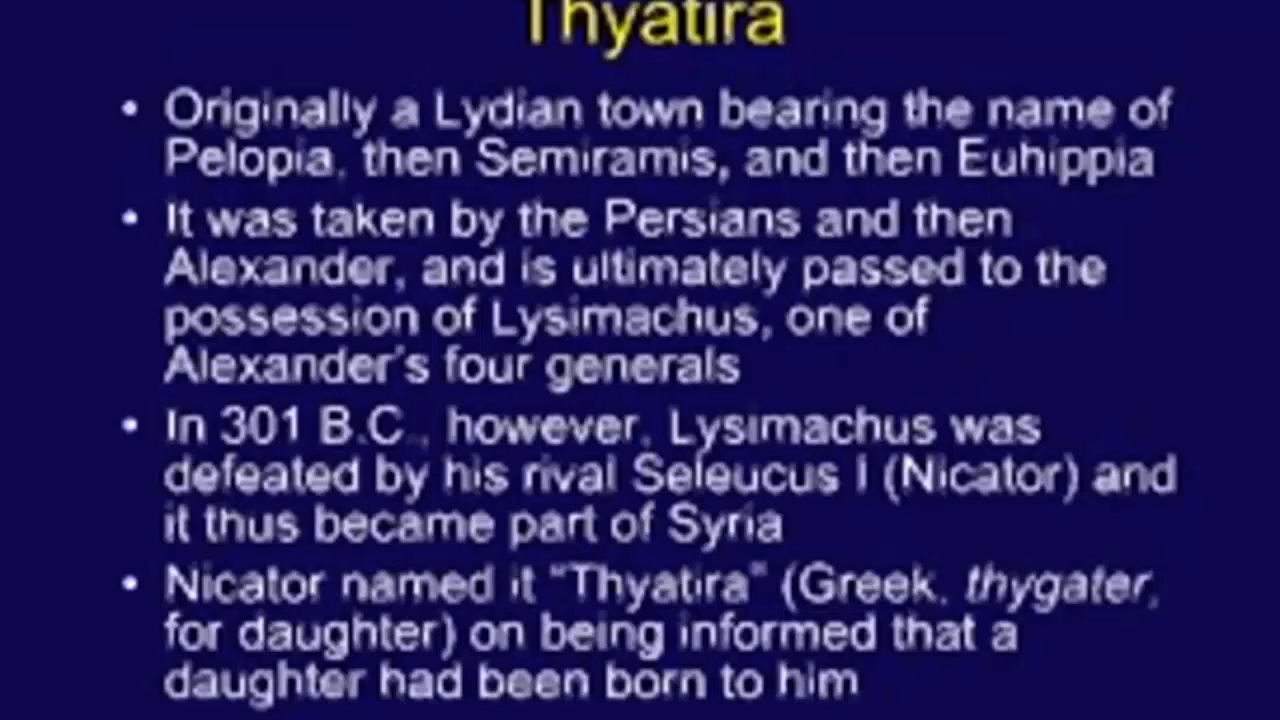 Thyatira
• Originally a Lydian town bearing the name of
Pelopia, then Semiramis, and then Euhippia
• It was taken by the Persians and then
Alexander, and is ultimately passed to the
possession of Lysimachus, one of
Alexander's four generals
• In 301 B.C., however, Lysimachus was
defeated by his rival Seleucus I (Nicator) and
it thus became part of Syria
• Nicator named it "Thyatira" (Greek, thygater,
for daughter) on being informed that a
daughter had been born to him